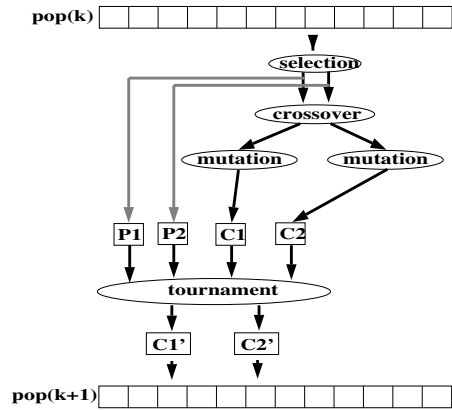 pop(k)
selection
crossover
mutation mutation
P1 P2 C1 C2
tournament
C1' C2'
pop(k+1)